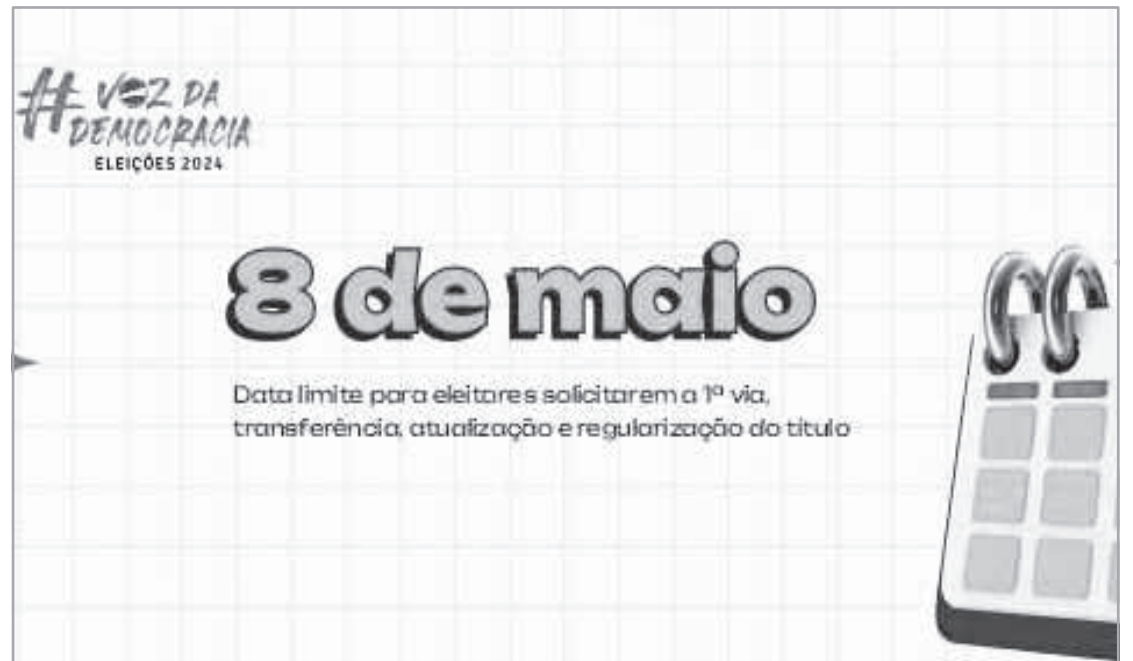 # VOZ DA
DEMOCRACIA
ELEIÇÕES 2024
8 de maio
Data limite para eleitores solicitarem a 1ª via,
transferência, atualização e regularização do título